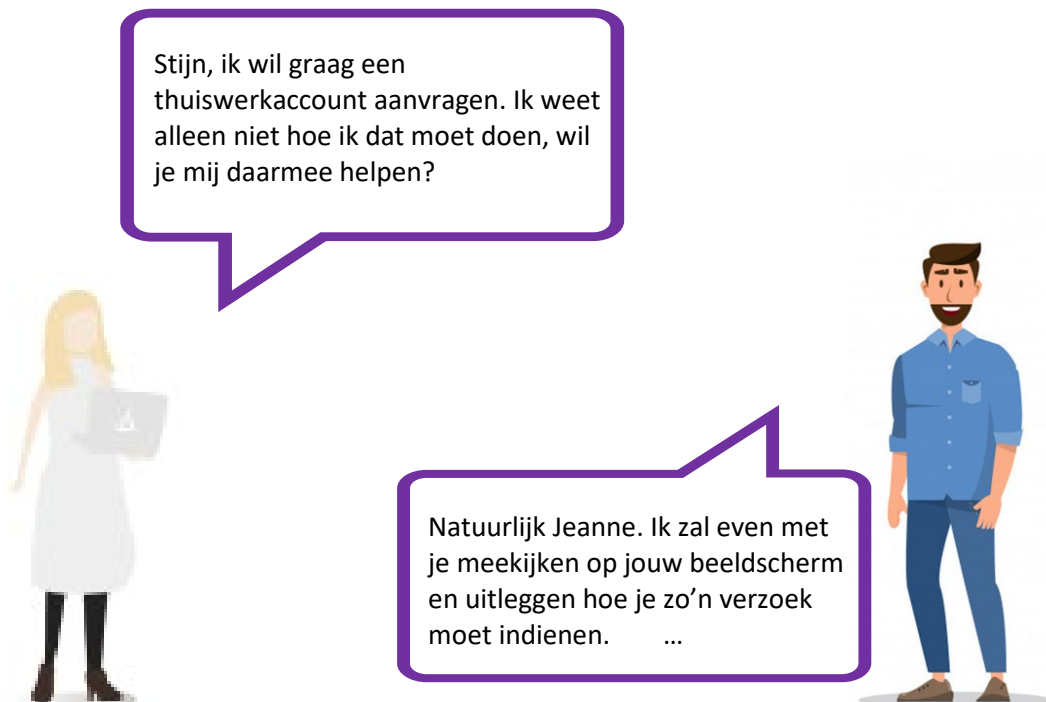 Stijn, ik wil graag een
thuiswerkaccount aanvragen. Ik weet
alleen niet hoe ik dat moet doen, wil
je mij daarmee helpen?
Natuurlijk Jeanne. Ik zal even met
je meekijken op jouw beeldscherm
en uitleggen hoe je zo’n verzoek
moet indienen. …